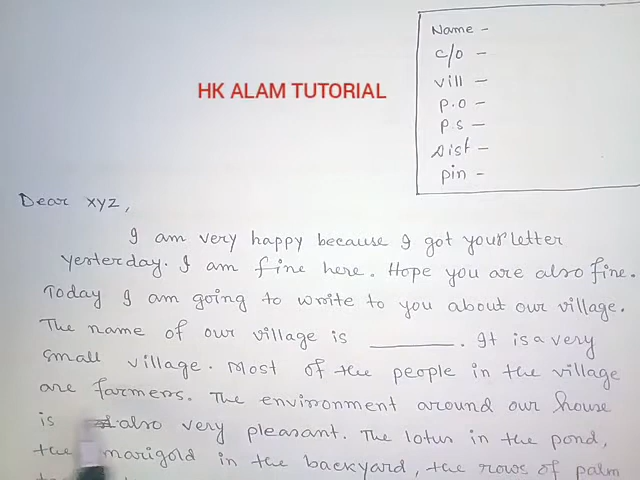 Name -
c/o -
HK ALAM TUTORIAL
vill -
p.o -
p.s -
Dist -
pin -
Dear xyz,
I am very happy because I got your letter
yesterday. I am fine here. Hope you are also fine.
Today I am going to write to you about our village.
The name of our village is ________. It is a very
small village. Most of the people in the village
are farmers. The environment around our house
is also very pleasant. The lotus in the pond,
the marigold in the backyard, the rows of palm